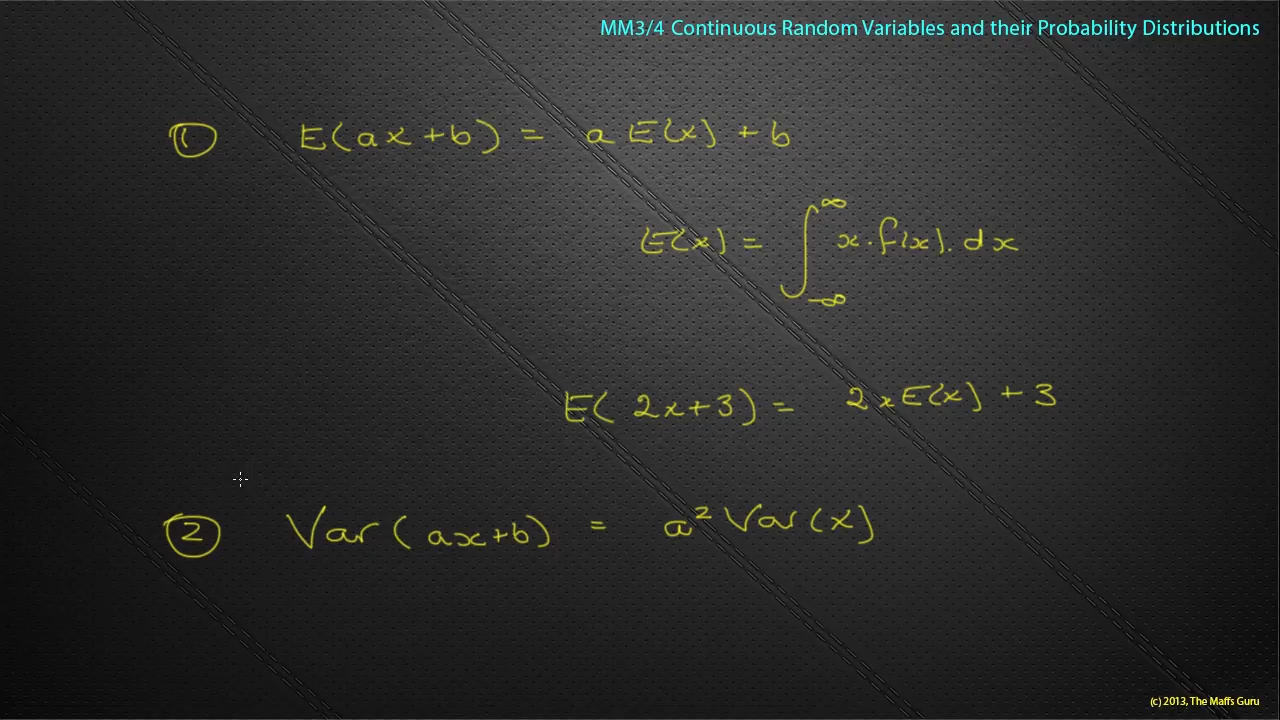 MM3/4 Continuous Random Variables and their Probability Distributions
① E(ax+b) = a E(x) + b
E(x) = ∫_{-∞}^{∞} x.f(x).dx
E(2x+3) = 2xE(x) + 3
② Var(ax+b) = a² Var(x)
(c) 2013, The Maffs Guru